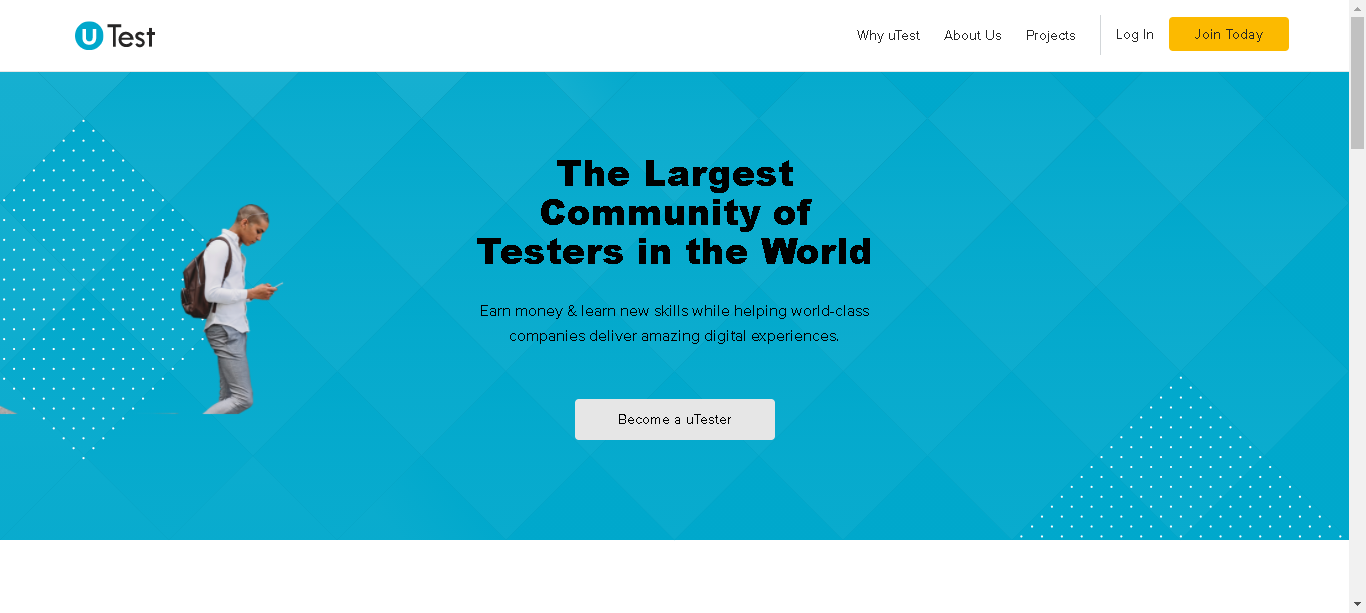 uTest
Why uTest
About Us
Projects
Log In
Join Today
The Largest
Community of
Testers in the World
Earn money & learn new skills while helping world-class
companies deliver amazing digital experiences.
Become a uTester